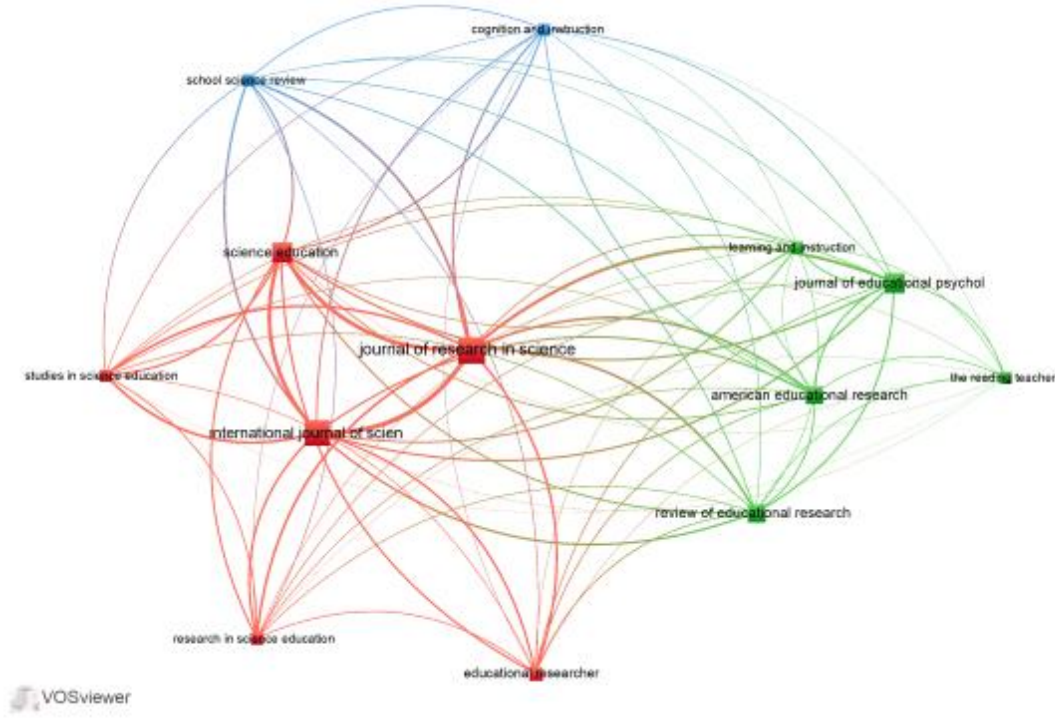 cognition and instruction
school science review
science education
learning and instruction
journal of educational psychol
journal of research in science
studies in science education
the reading teacher
american educational research
international journal of scien
review of educational research
research in science education
educational researcher
VOSviewer